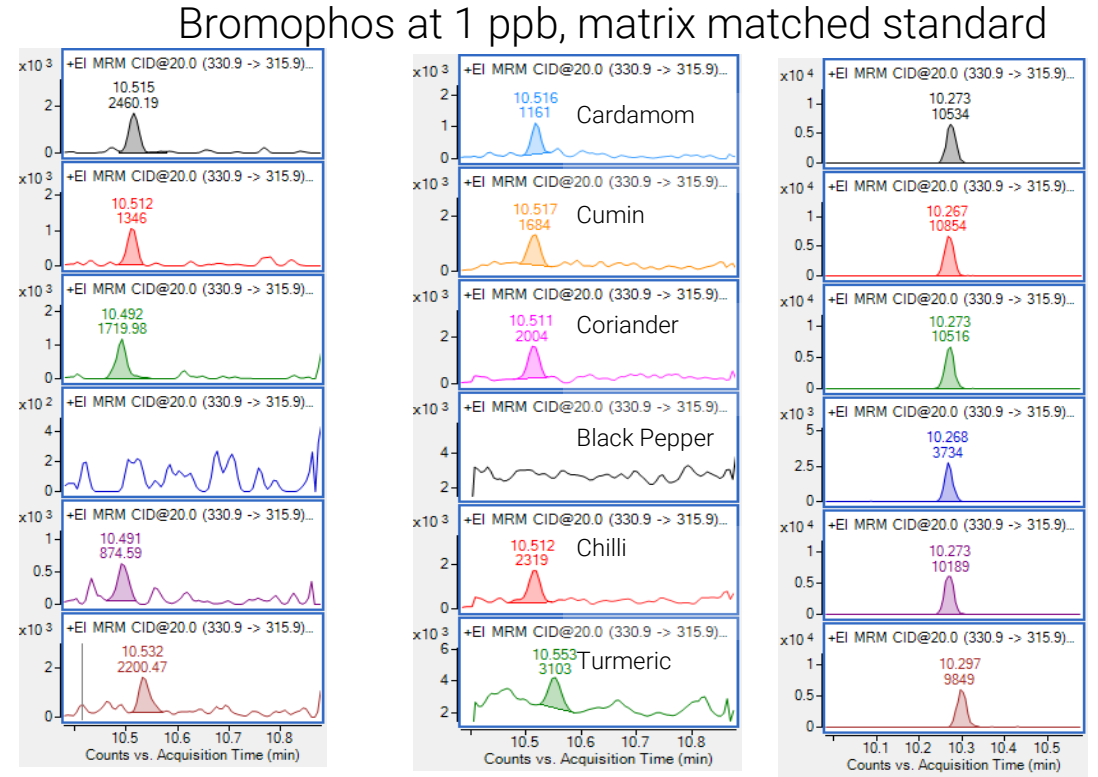 Bromophos at 1 ppb, matrix matched standard
x10 3
+EI MRM CID@20.0 (330.9 -> 315.9)...
10.515
2460.19
2
0
x10 3
+EI MRM CID@20.0 (330.9 -> 315.9)...
10.512
1346
2
1
0
x10 3
+EI MRM CID@20.0 (330.9 -> 315.9)...
10.492
1719.98
2
1
0
x10 2
+EI MRM CID@20.0 (330.9 -> 315.9)...
4
2
0
x10 3
+EI MRM CID@20.0 (330.9 -> 315.9)...
10.491
874.59
1
0.5
0
x10 3
+EI MRM CID@20.0 (330.9 -> 315.9)...
10.532
2200.47
2
0
10.5 10.6 10.7 10.8
Counts vs. Acquisition Time (min)
x10 3
+EI MRM CID@20.0 (330.9 -> 315.9)...
10.516
1161
Cardamom
2
1
0
x10 3
+EI MRM CID@20.0 (330.9 -> 315.9)...
10.517
1684
Cumin
2
0
x10 3
+EI MRM CID@20.0 (330.9 -> 315.9)...
10.511
2004
Coriander
2
0
x10 3
+EI MRM CID@20.0 (330.9 -> 315.9)...
Black Pepper
4
2
x10 3
+EI MRM CID@20.0 (330.9 -> 315.9)...
10.512
2319
Chilli
2
0
x10 3
+EI MRM CID@20.0 (330.9 -> 315.9)...
10.553
3103
Turmeric
6
4
2
10.5 10.6 10.7 10.8
Counts vs. Acquisition Time (min)
x10 4
+EI MRM CID@20.0 (330.9 -> 315.9)...
10.273
10534
1
0.5
0
x10 4
+EI MRM CID@20.0 (330.9 -> 315.9)...
10.267
10854
1
0.5
0
x10 4
+EI MRM CID@20.0 (330.9 -> 315.9)...
10.273
10516
1
0.5
0
x10 3
+EI MRM CID@20.0 (330.9 -> 315.9)...
10.268
3734
5
2.5
0
x10 4
+EI MRM CID@20.0 (330.9 -> 315.9)...
10.273
10189
1
0.5
0
x10 4
+EI MRM CID@20.0 (330.9 -> 315.9)...
10.297
9849
1
0.5
0
10.1 10.2 10.3 10.4 10.5
Counts vs. Acquisition Time (min)